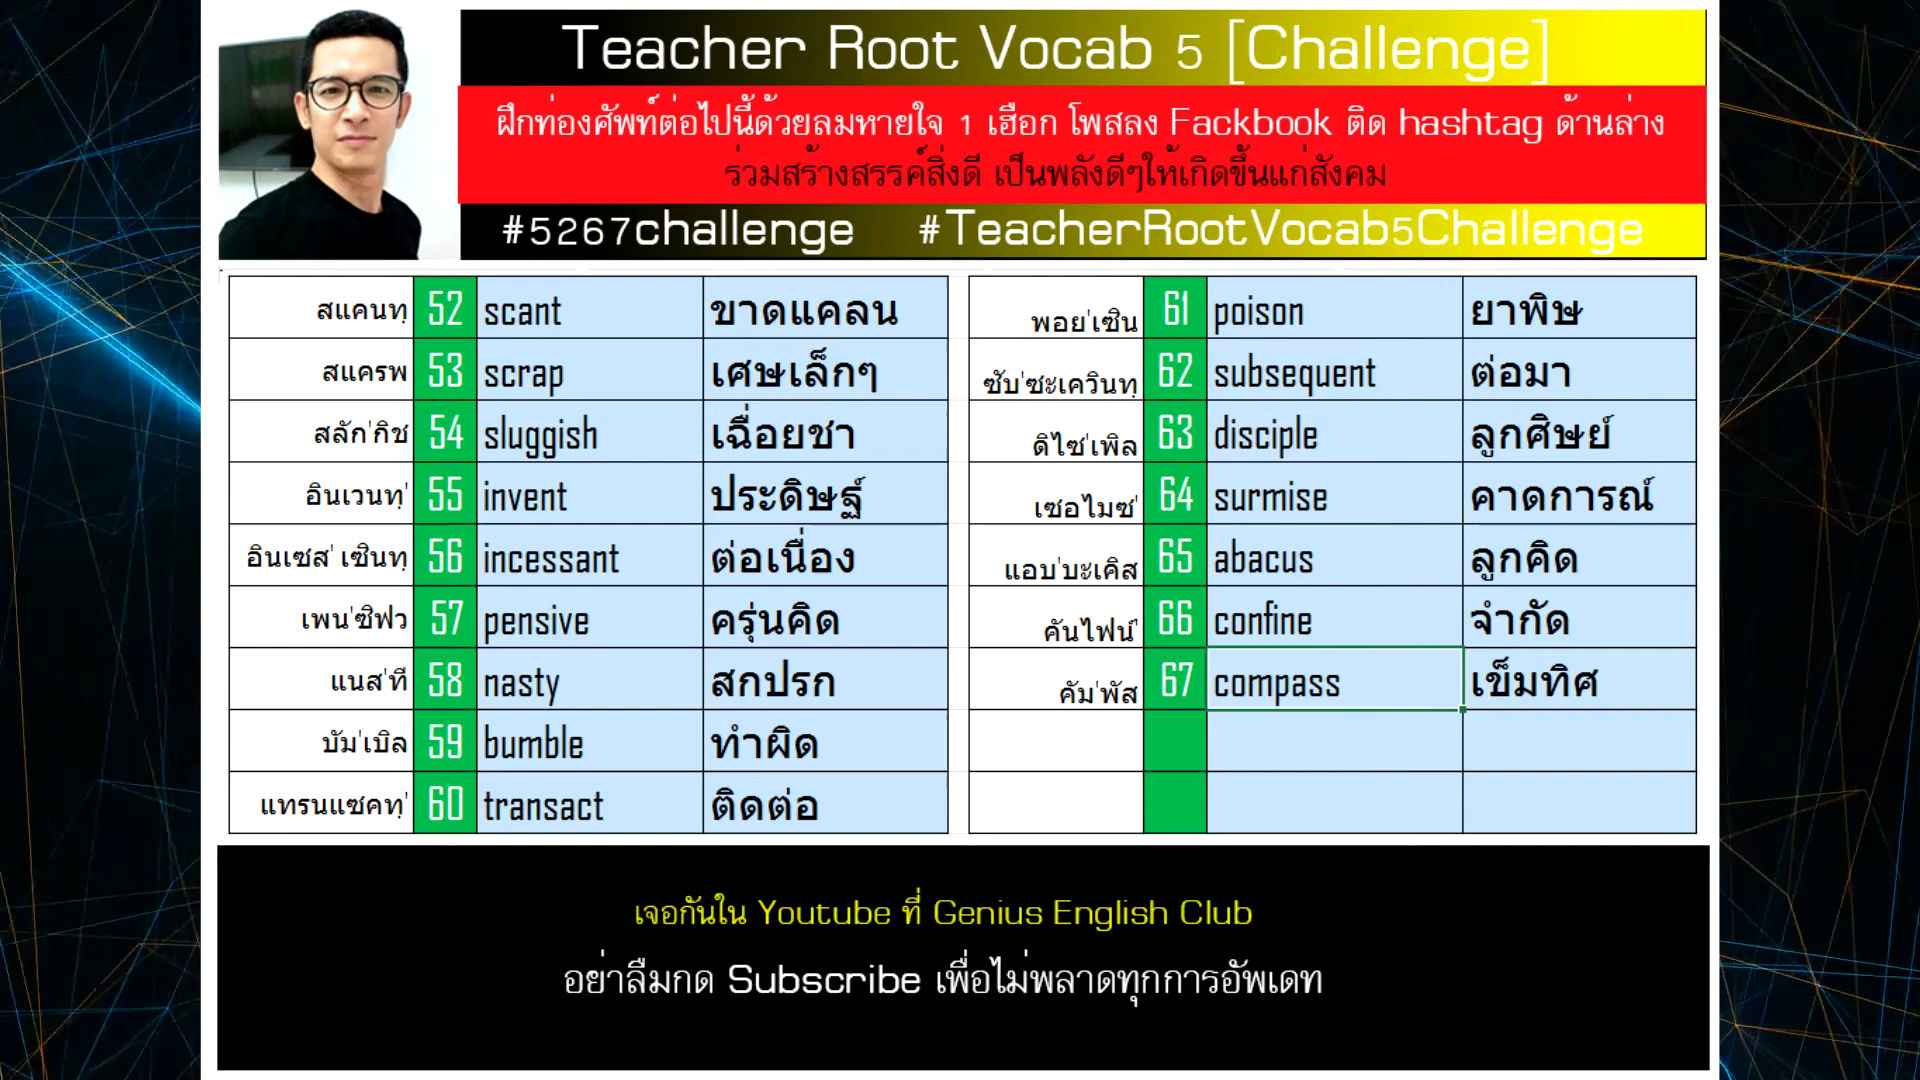 Teacher Root Vocab 5 [Challenge]
ฝึกท่องศัพท์ต่อไปนี้ด้วยลมหายใจ 1 เฮือก โพสลง Fackbook ติด hashtag ด้านล่าง
ร่วมสร้างสรรค์สิ่งดี เป็นพลังดีๆให้เกิดขึ้นแก่สังคม
#5267challenge #TeacherRootVocab5Challenge
สแคนทฺ 52 scant ขาดแคลน
สแครพ 53 scrap เศษเล็กๆ
สลัก'กิช 54 sluggish เฉื่อยชา
อินเวนทฺ' 55 invent ประดิษฐ์
อินเซส' เซินทฺ 56 incessant ต่อเนื่อง
เพน'ซิฟว 57 pensive ครุ่นคิด
แนส'ที 58 nasty สกปรก
บัม'เบิล 59 bumble ทำผิด
แทรนแซคทฺ' 60 transact ติดต่อ
พอย'เซิน 61 poison ยาพิษ
ซับ'ซะเควินทฺ 62 subsequent ต่อมา
ดิไซ'เพิล 63 disciple ลูกศิษย์
เซอไมซ' 64 surmise คาดการณ์
แอบ'บะเคิส 65 abacus ลูกคิด
คันไฟน' 66 confine จำกัด
คัม'พัส 67 compass เข็มทิศ
เจอกันใน Youtube ที่ Genius English Club
อย่าลืมกด Subscribe เพื่อไม่พลาดทุกการอัพเดท